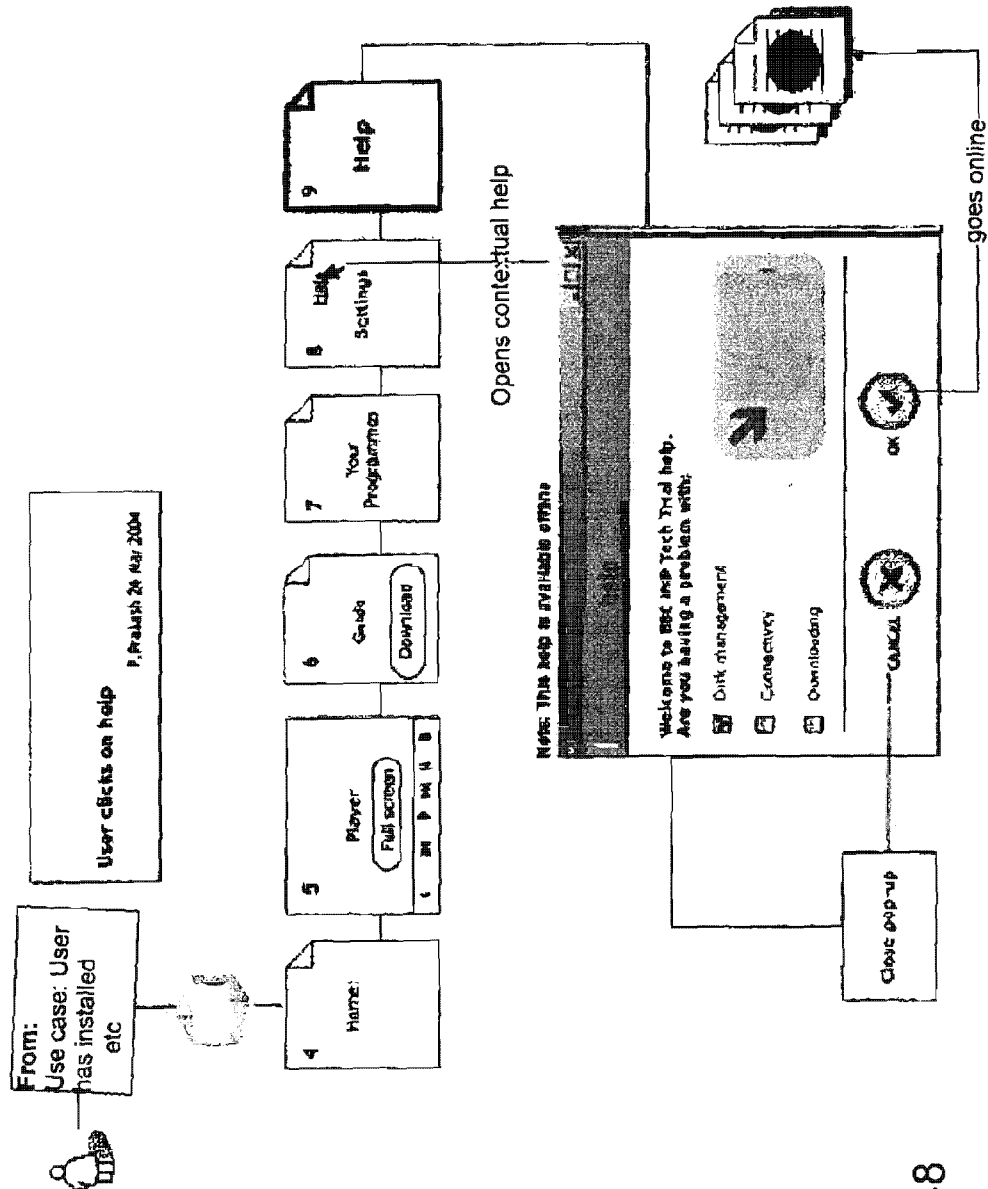 From:
Use case: User
has installed
etc
User clicks on help
P.Prakash 24 Mar 2004
4
Home:
5
Player
Full screen
6
Guide
Download
7
Your
Programmes
8
Help
Settings
9
Help
Opens contextual help
Note: This help is available offline
help
Welcome to BBC iMP Tech Trial help.
Are you having a problem with:
Disk management
Connectivity
Downloading
CANCEL
OK
Close pop-up
goes online
8